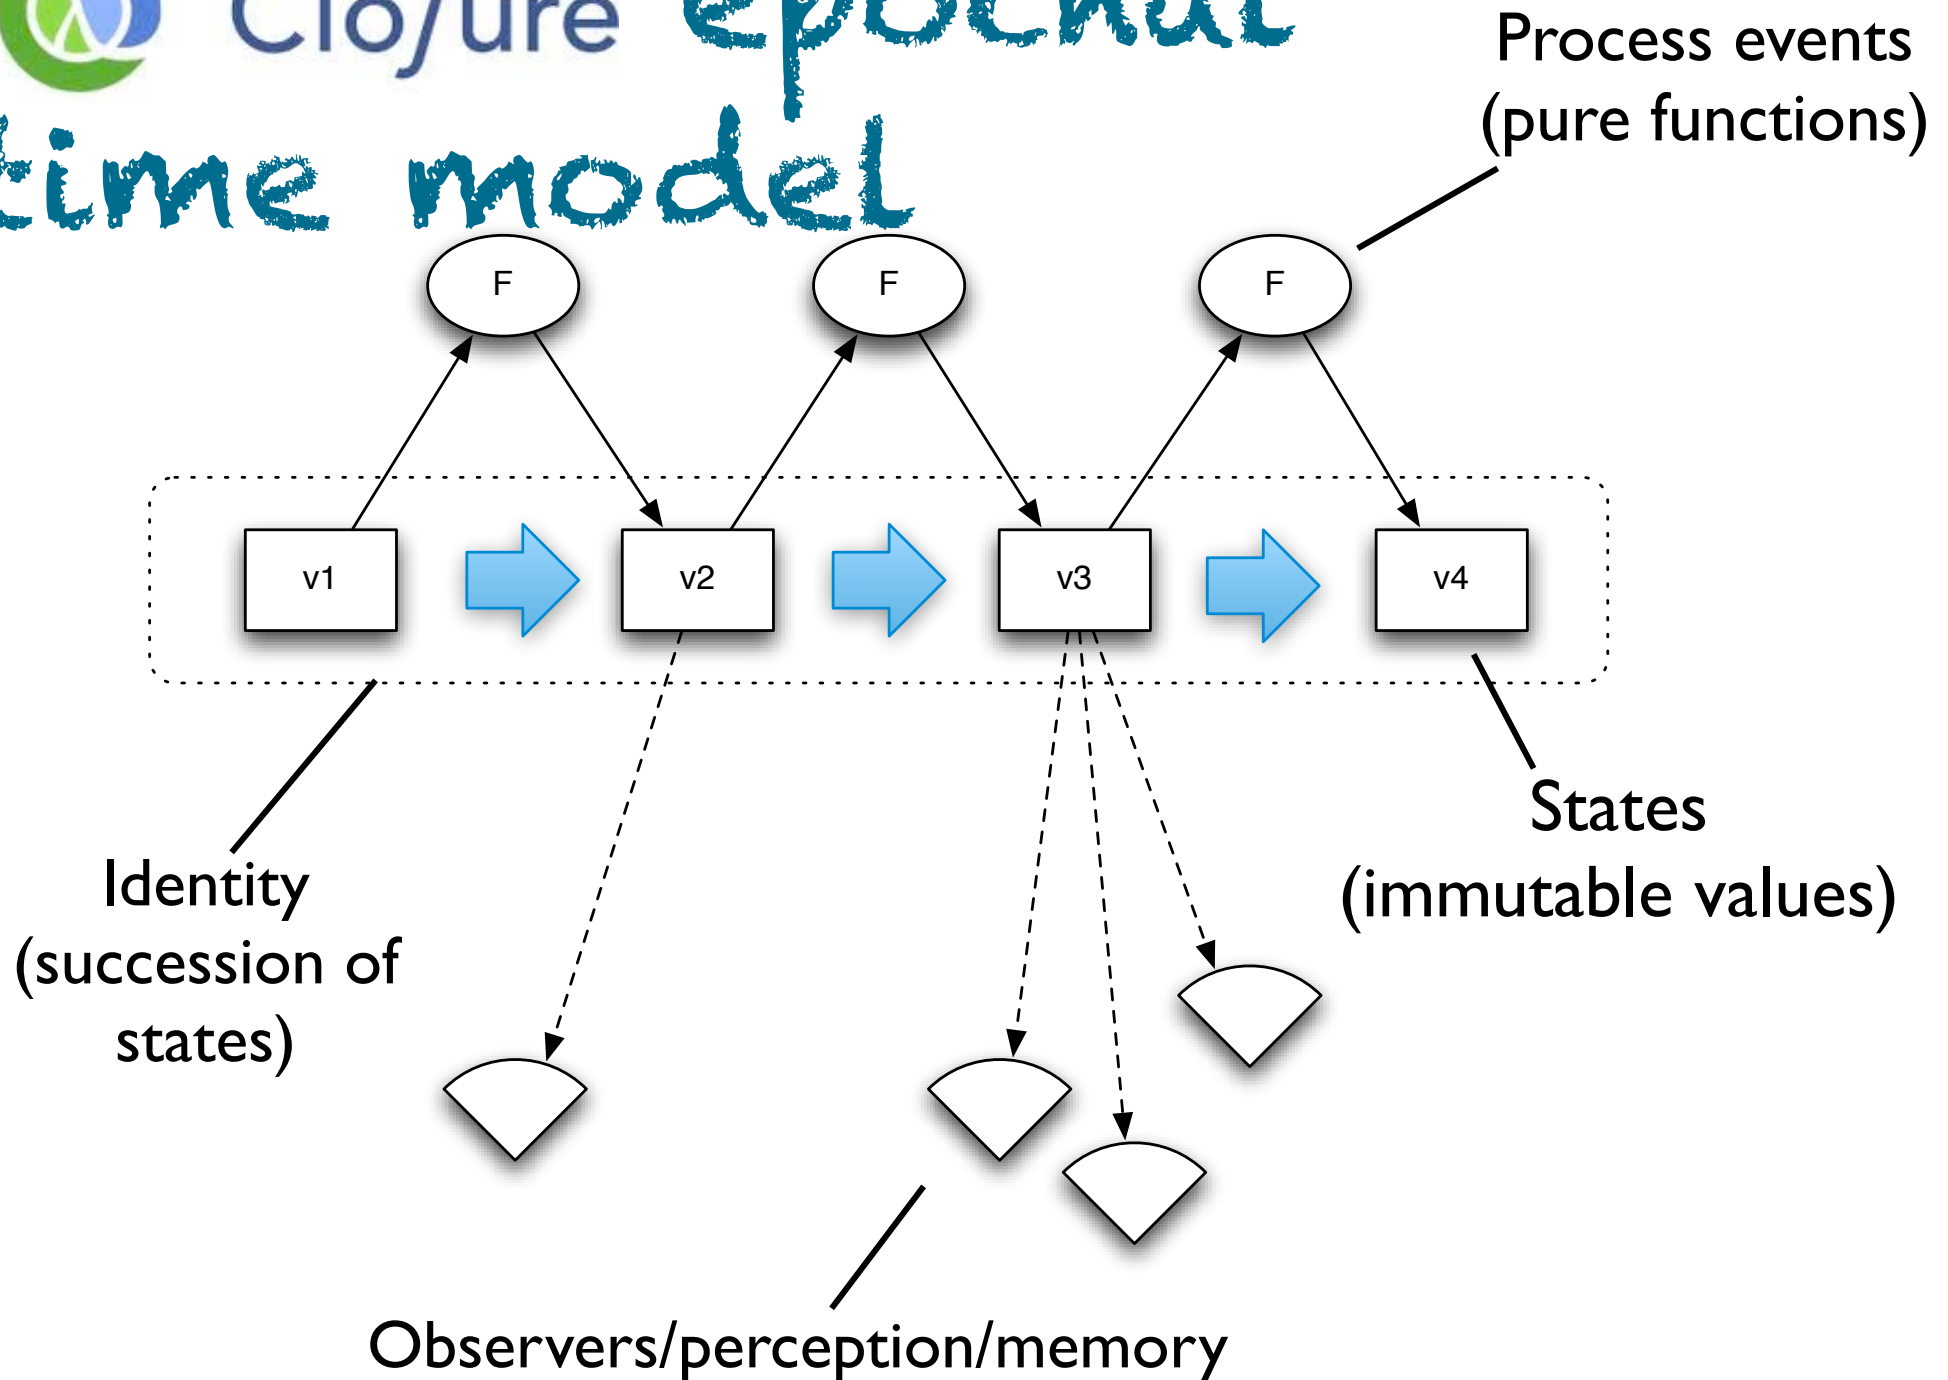 Clojure epochal
time model
Process events
(pure functions)
F
F
F
v1
v2
v3
v4
States
(immutable values)
Identity
(succession of
states)
Observers/perception/memory